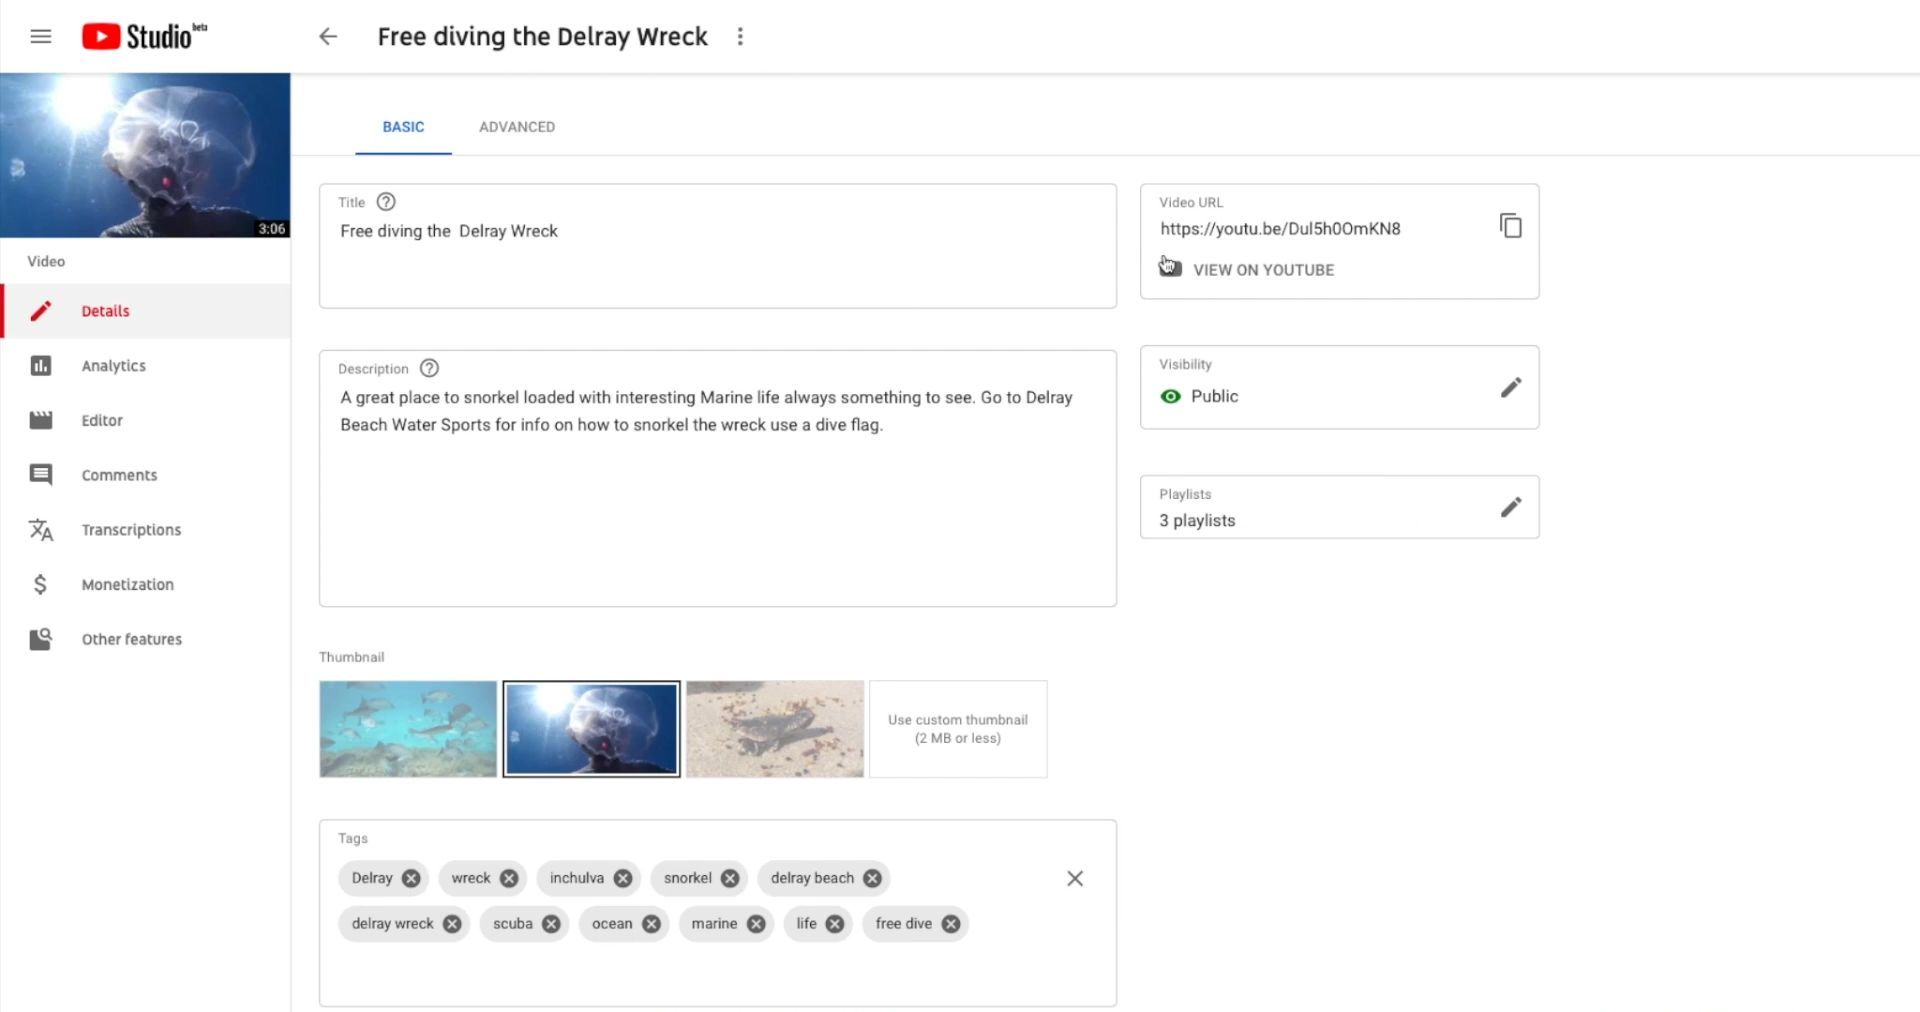 Studio beta
Free diving the Delray Wreck
3:06
Video
Details
Analytics
Editor
Comments
Transcriptions
Monetization
Other features
BASIC
ADVANCED
Title
Free diving the  Delray Wreck
Description
A great place to snorkel loaded with interesting Marine life always something to see. Go to Delray
Beach Water Sports for info on how to snorkel the wreck use a dive flag.
Thumbnail
Use custom thumbnail
(2 MB or less)
Tags
Delray wreck inchulva snorkel delray beach
delray wreck scuba ocean marine life free dive
Video URL
https://youtu.be/Dul5h0OmKN8
VIEW ON YOUTUBE
Visibility
Public
Playlists
3 playlists